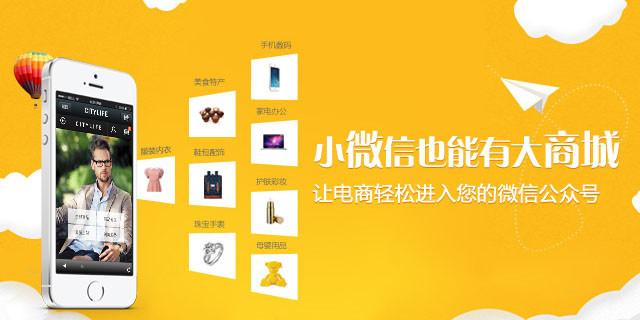 手机数码
美食特产
家电办公
服装内衣
鞋包配饰
护肤彩妆
珠宝手表
母婴用品
CITYLIFE
CITYLIFE
小微信也能有大商城
让电商轻松进入您的微信公众号